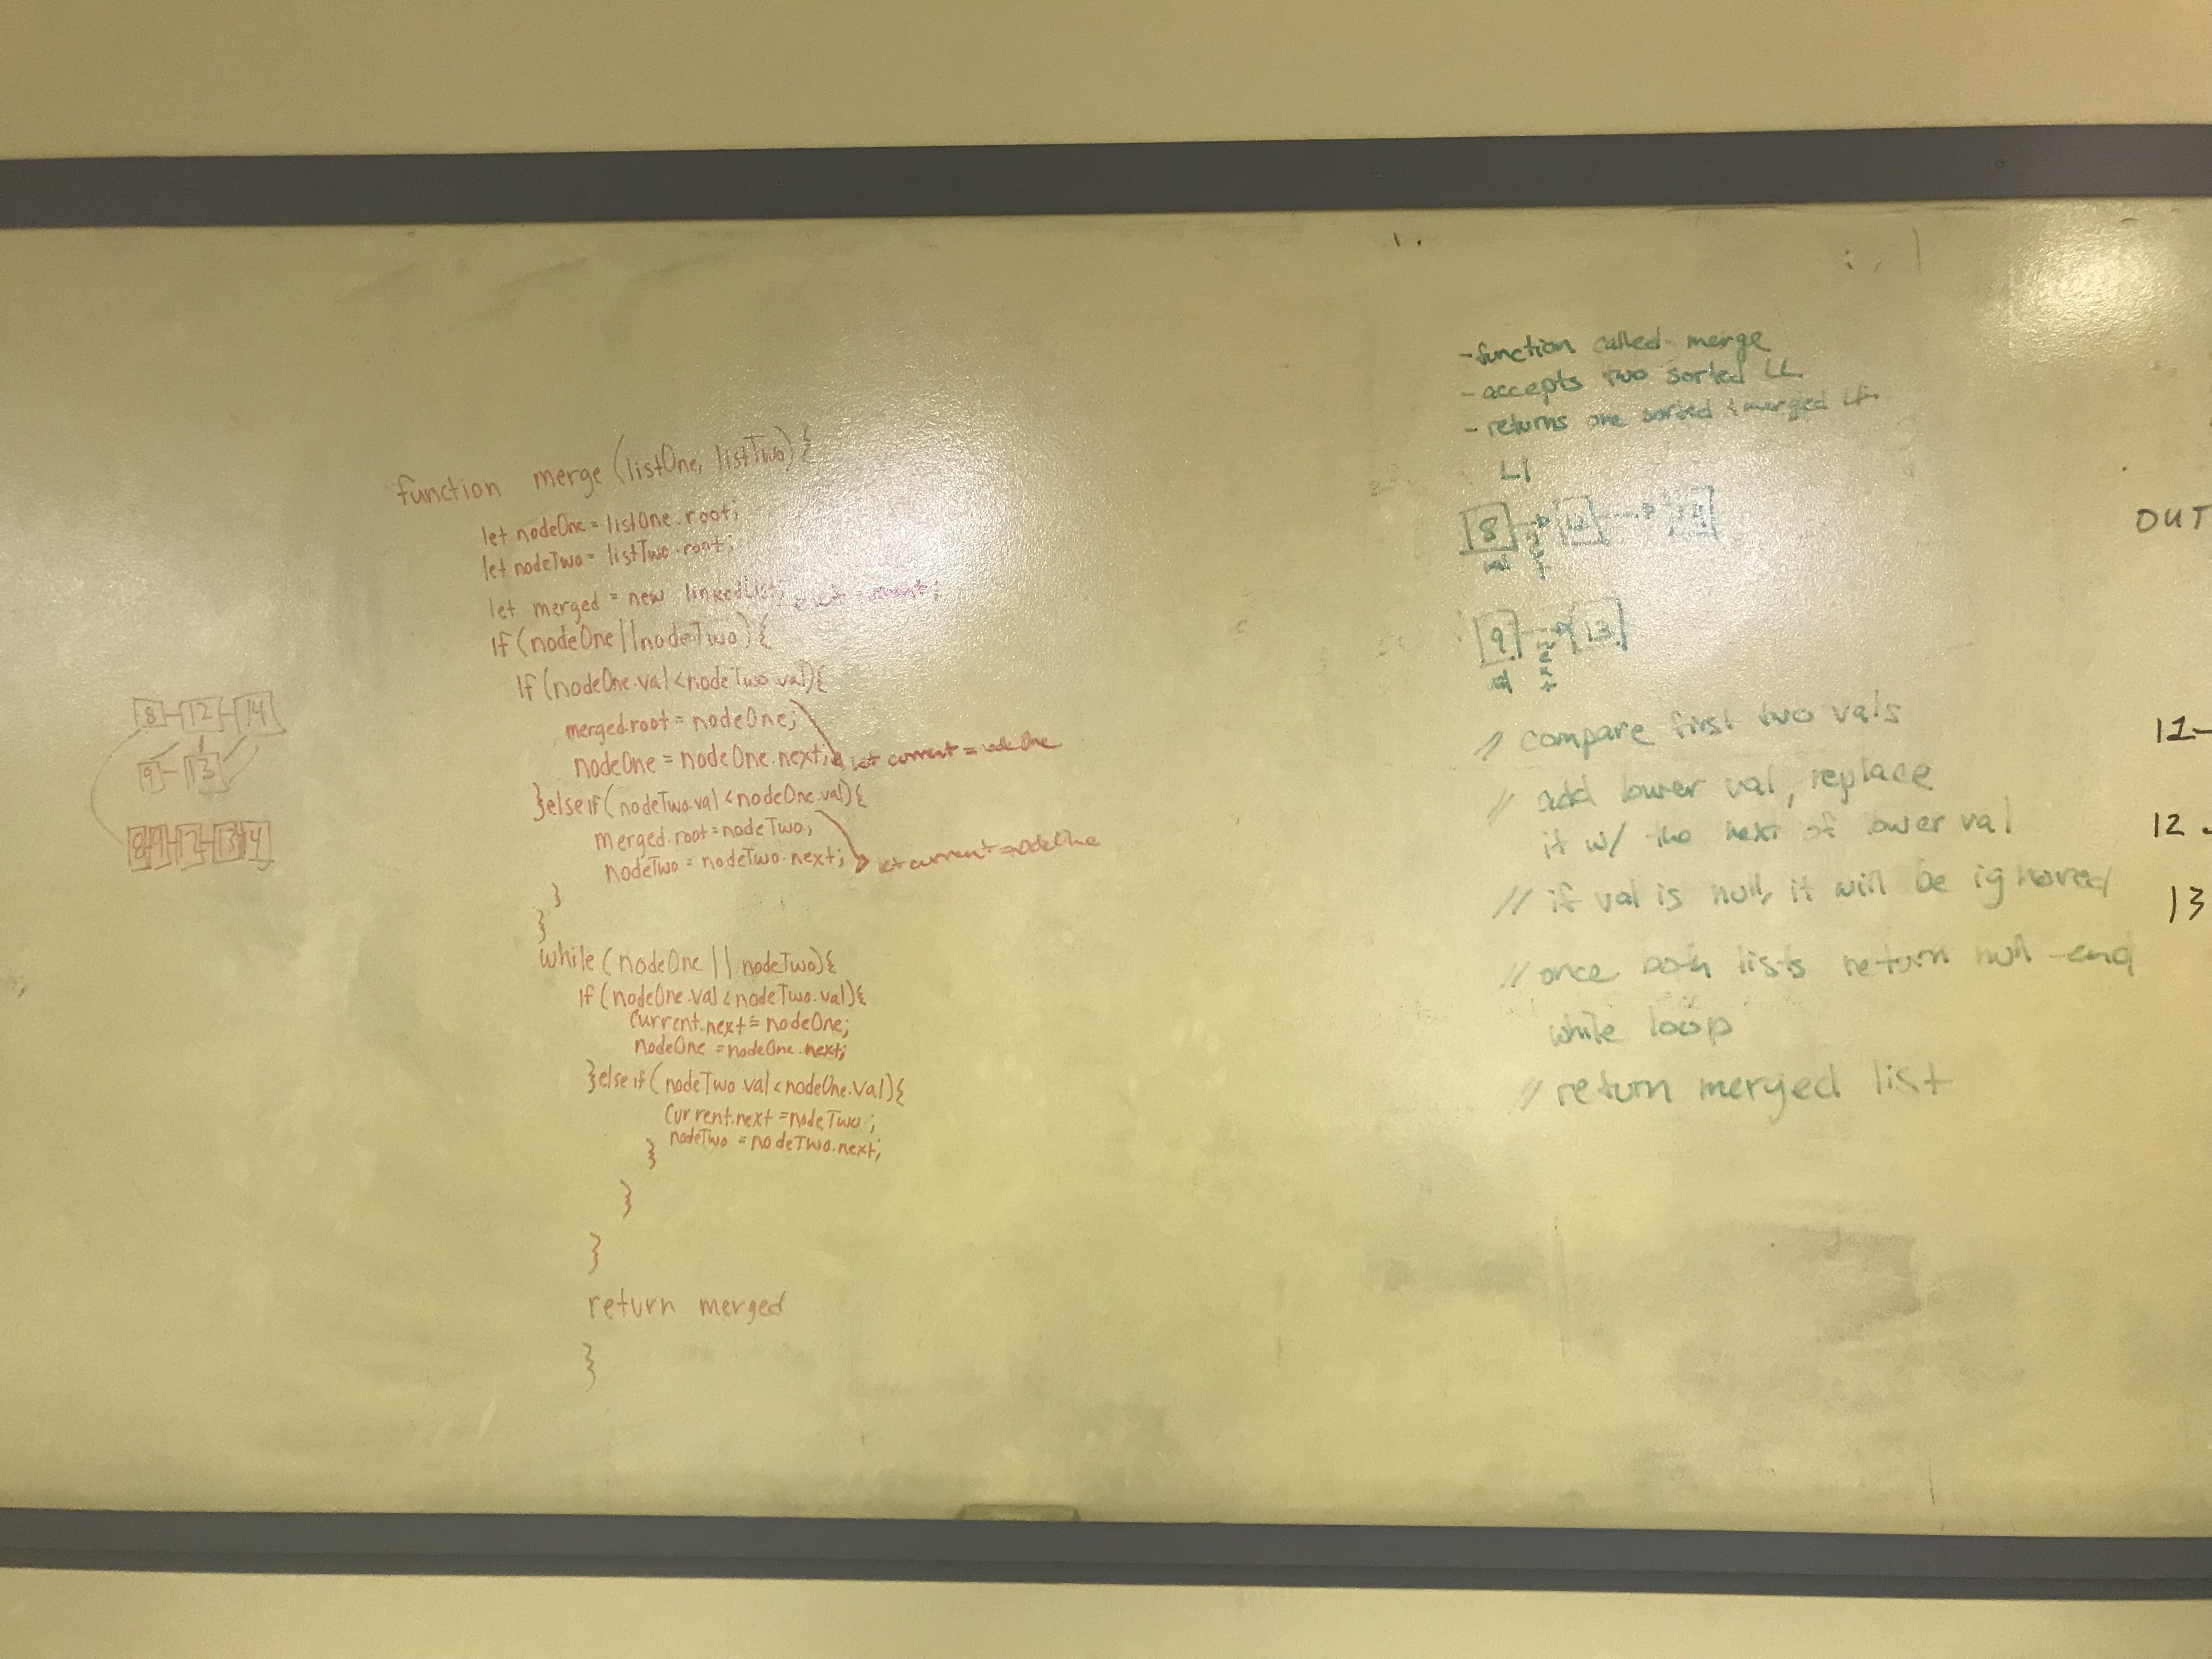 8 12 14
9 13
8 9 12 13 14
function merge (listOne, listTwo) {
let nodeOne = listOne.root;
let nodeTwo = listTwo.root;
let merged = new linkedList; current;
if (nodeOne || nodeTwo) {
if (nodeOne.val < nodeTwo.val) {
merged.root = nodeOne;
nodeOne = nodeOne.next; let current = nodeOne
} else if (nodeTwo.val < nodeOne.val) {
merged.root = nodeTwo;
nodeTwo = nodeTwo.next; let current = nodeOne
}
}
while (nodeOne || nodeTwo) {
if (nodeOne.val < nodeTwo.val) {
current.next = nodeOne;
nodeOne = nodeOne.next;
} else if (nodeTwo.val < nodeOne.val) {
current.next = nodeTwo;
nodeTwo = nodeTwo.next;
}
}
}
return merged
}
- function called merge
- accepts two sorted LL
- returns one sorted & merged LL
L1
8 12 14
val next
9 13
val next
// compare first two vals
// add lower val, replace
it w/ the next of lower val
// if val is null, it will be ignored
// once both lists return null - end
while loop
// return merged list
OUT
11-
12
13